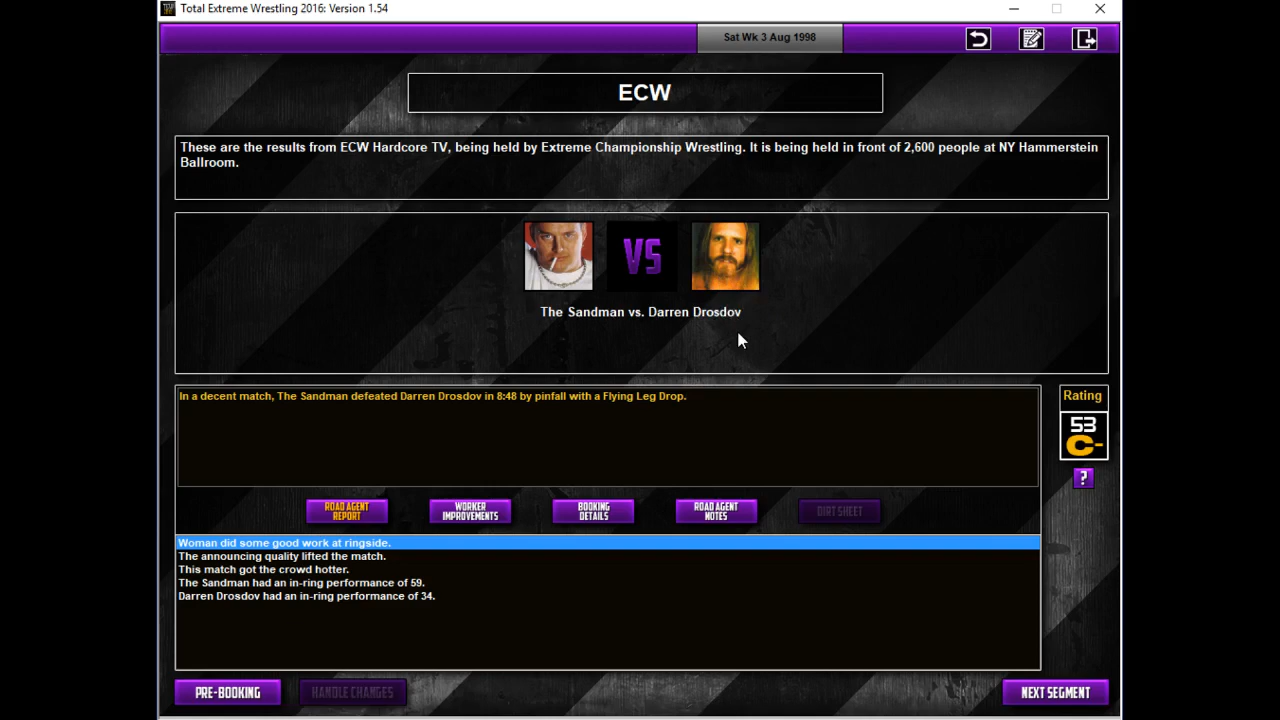 Total Extreme Wrestling 2016: Version 1.54
Sat Wk 3 Aug 1998
ECW
These are the results from ECW Hardcore TV, being held by Extreme Championship Wrestling. It is being held in front of 2,600 people at NY Hammerstein
Ballroom.
VS
The Sandman vs. Darren Drosdov
In a decent match, The Sandman defeated Darren Drosdov in 8:48 by pinfall with a Flying Leg Drop.
Rating
53
C-
?
ROAD AGENT
REPORT
WORKER
IMPROVEMENTS
BOOKING
DETAILS
ROAD AGENT
NOTES
DIRT SHEET
Woman did some good work at ringside.
The announcing quality lifted the match.
This match got the crowd hotter.
The Sandman had an in-ring performance of 59.
Darren Drosdov had an in-ring performance of 34.
PRE-BOOKING
HANDLE CHANGES
NEXT SEGMENT